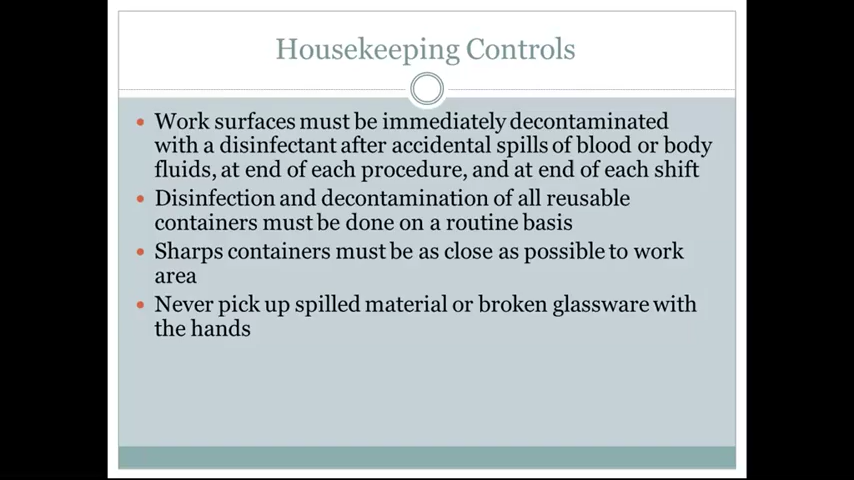 Housekeeping Controls
• Work surfaces must be immediately decontaminated
with a disinfectant after accidental spills of blood or body
fluids, at end of each procedure, and at end of each shift
• Disinfection and decontamination of all reusable
containers must be done on a routine basis
• Sharps containers must be as close as possible to work
area
• Never pick up spilled material or broken glassware with
the hands